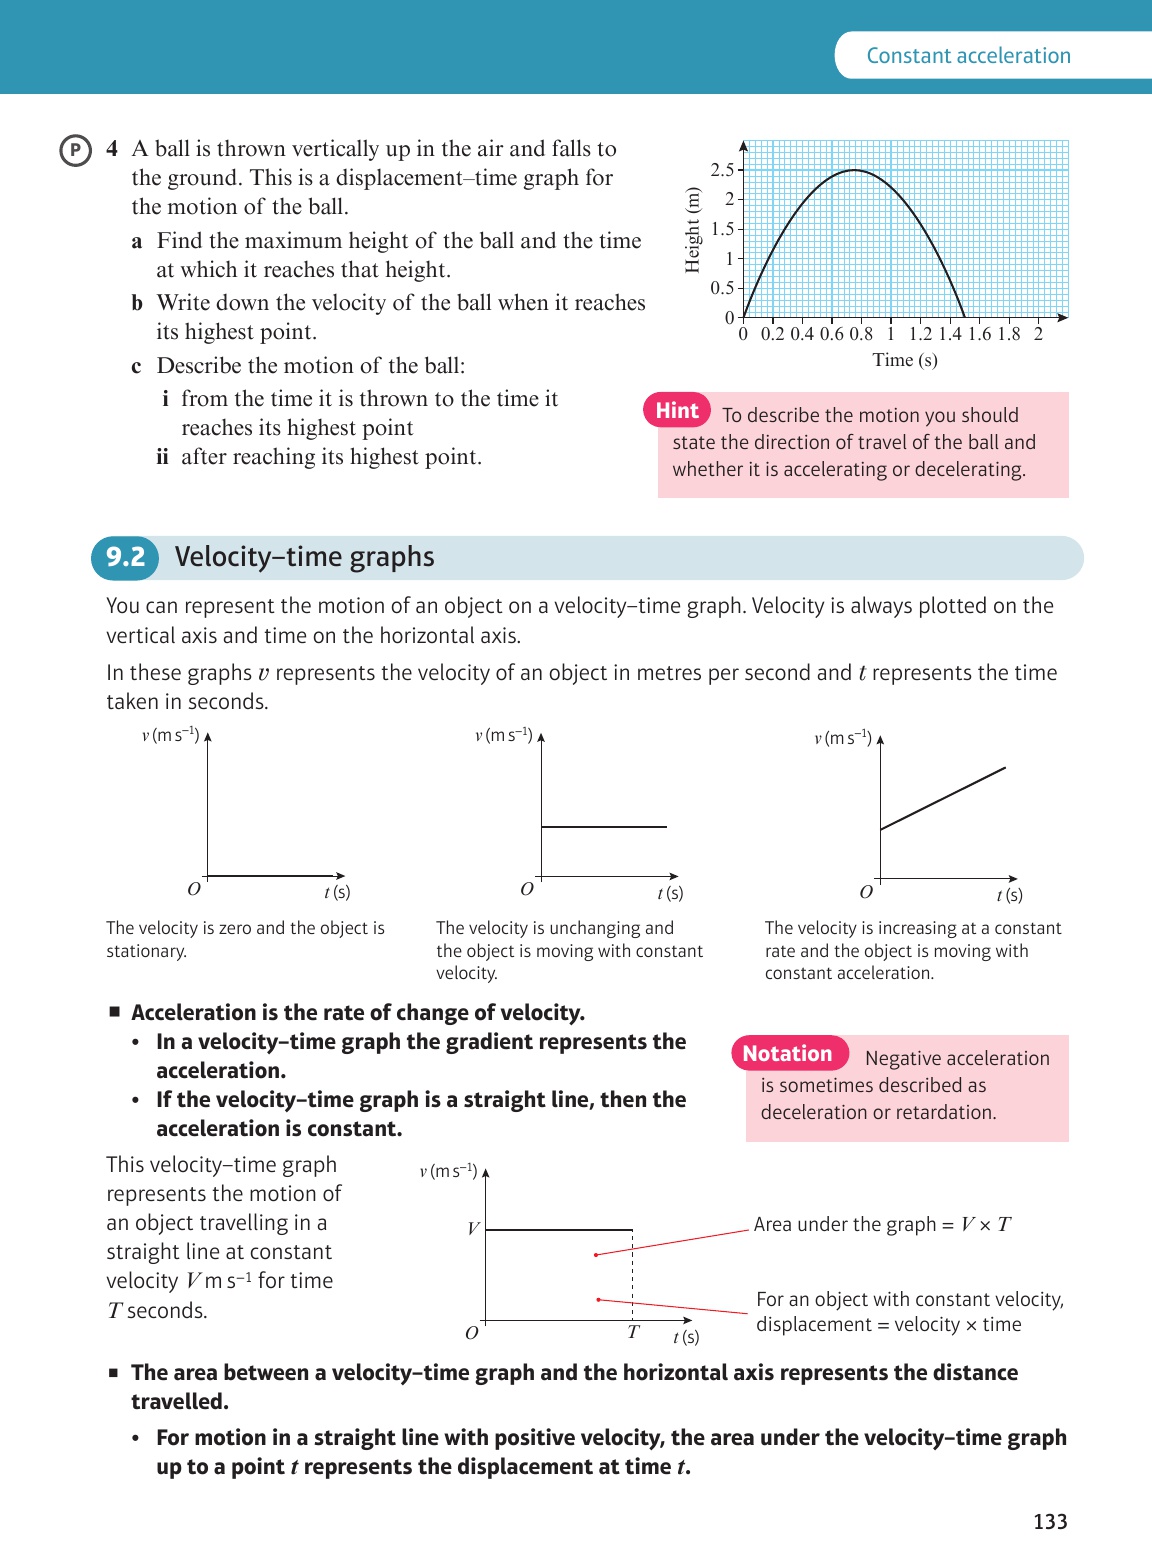 Constant acceleration
P 4 A ball is thrown vertically up in the air and falls to
the ground. This is a displacement–time graph for
the motion of the ball.
a Find the maximum height of the ball and the time
at which it reaches that height.
b Write down the velocity of the ball when it reaches
its highest point.
c Describe the motion of the ball:
i from the time it is thrown to the time it
reaches its highest point
ii after reaching its highest point.
Height (m)
2.5
2
1.5
1
0.5
0
0 0.2 0.4 0.6 0.8 1 1.2 1.4 1.6 1.8 2
Time (s)
Hint To describe the motion you should
state the direction of travel of the ball and
whether it is accelerating or decelerating.
9.2 Velocity–time graphs
You can represent the motion of an object on a velocity–time graph. Velocity is always plotted on the
vertical axis and time on the horizontal axis.
In these graphs v represents the velocity of an object in metres per second and t represents the time
taken in seconds.
v (m s⁻¹)
O
t (s)
The velocity is zero and the object is
stationary.
v (m s⁻¹)
O
t (s)
The velocity is unchanging and
the object is moving with constant
velocity.
v (m s⁻¹)
O
t (s)
The velocity is increasing at a constant
rate and the object is moving with
constant acceleration.
■ Acceleration is the rate of change of velocity.
• In a velocity–time graph the gradient represents the
acceleration.
• If the velocity–time graph is a straight line, then the
acceleration is constant.
Notation Negative acceleration
is sometimes described as
deceleration or retardation.
This velocity–time graph
represents the motion of
an object travelling in a
straight line at constant
velocity V m s⁻¹ for time
T seconds.
v (m s⁻¹)
V
O
T
t (s)
Area under the graph = V × T
For an object with constant velocity,
displacement = velocity × time
■ The area between a velocity–time graph and the horizontal axis represents the distance
travelled.
• For motion in a straight line with positive velocity, the area under the velocity–time graph
up to a point t represents the displacement at time t.
133